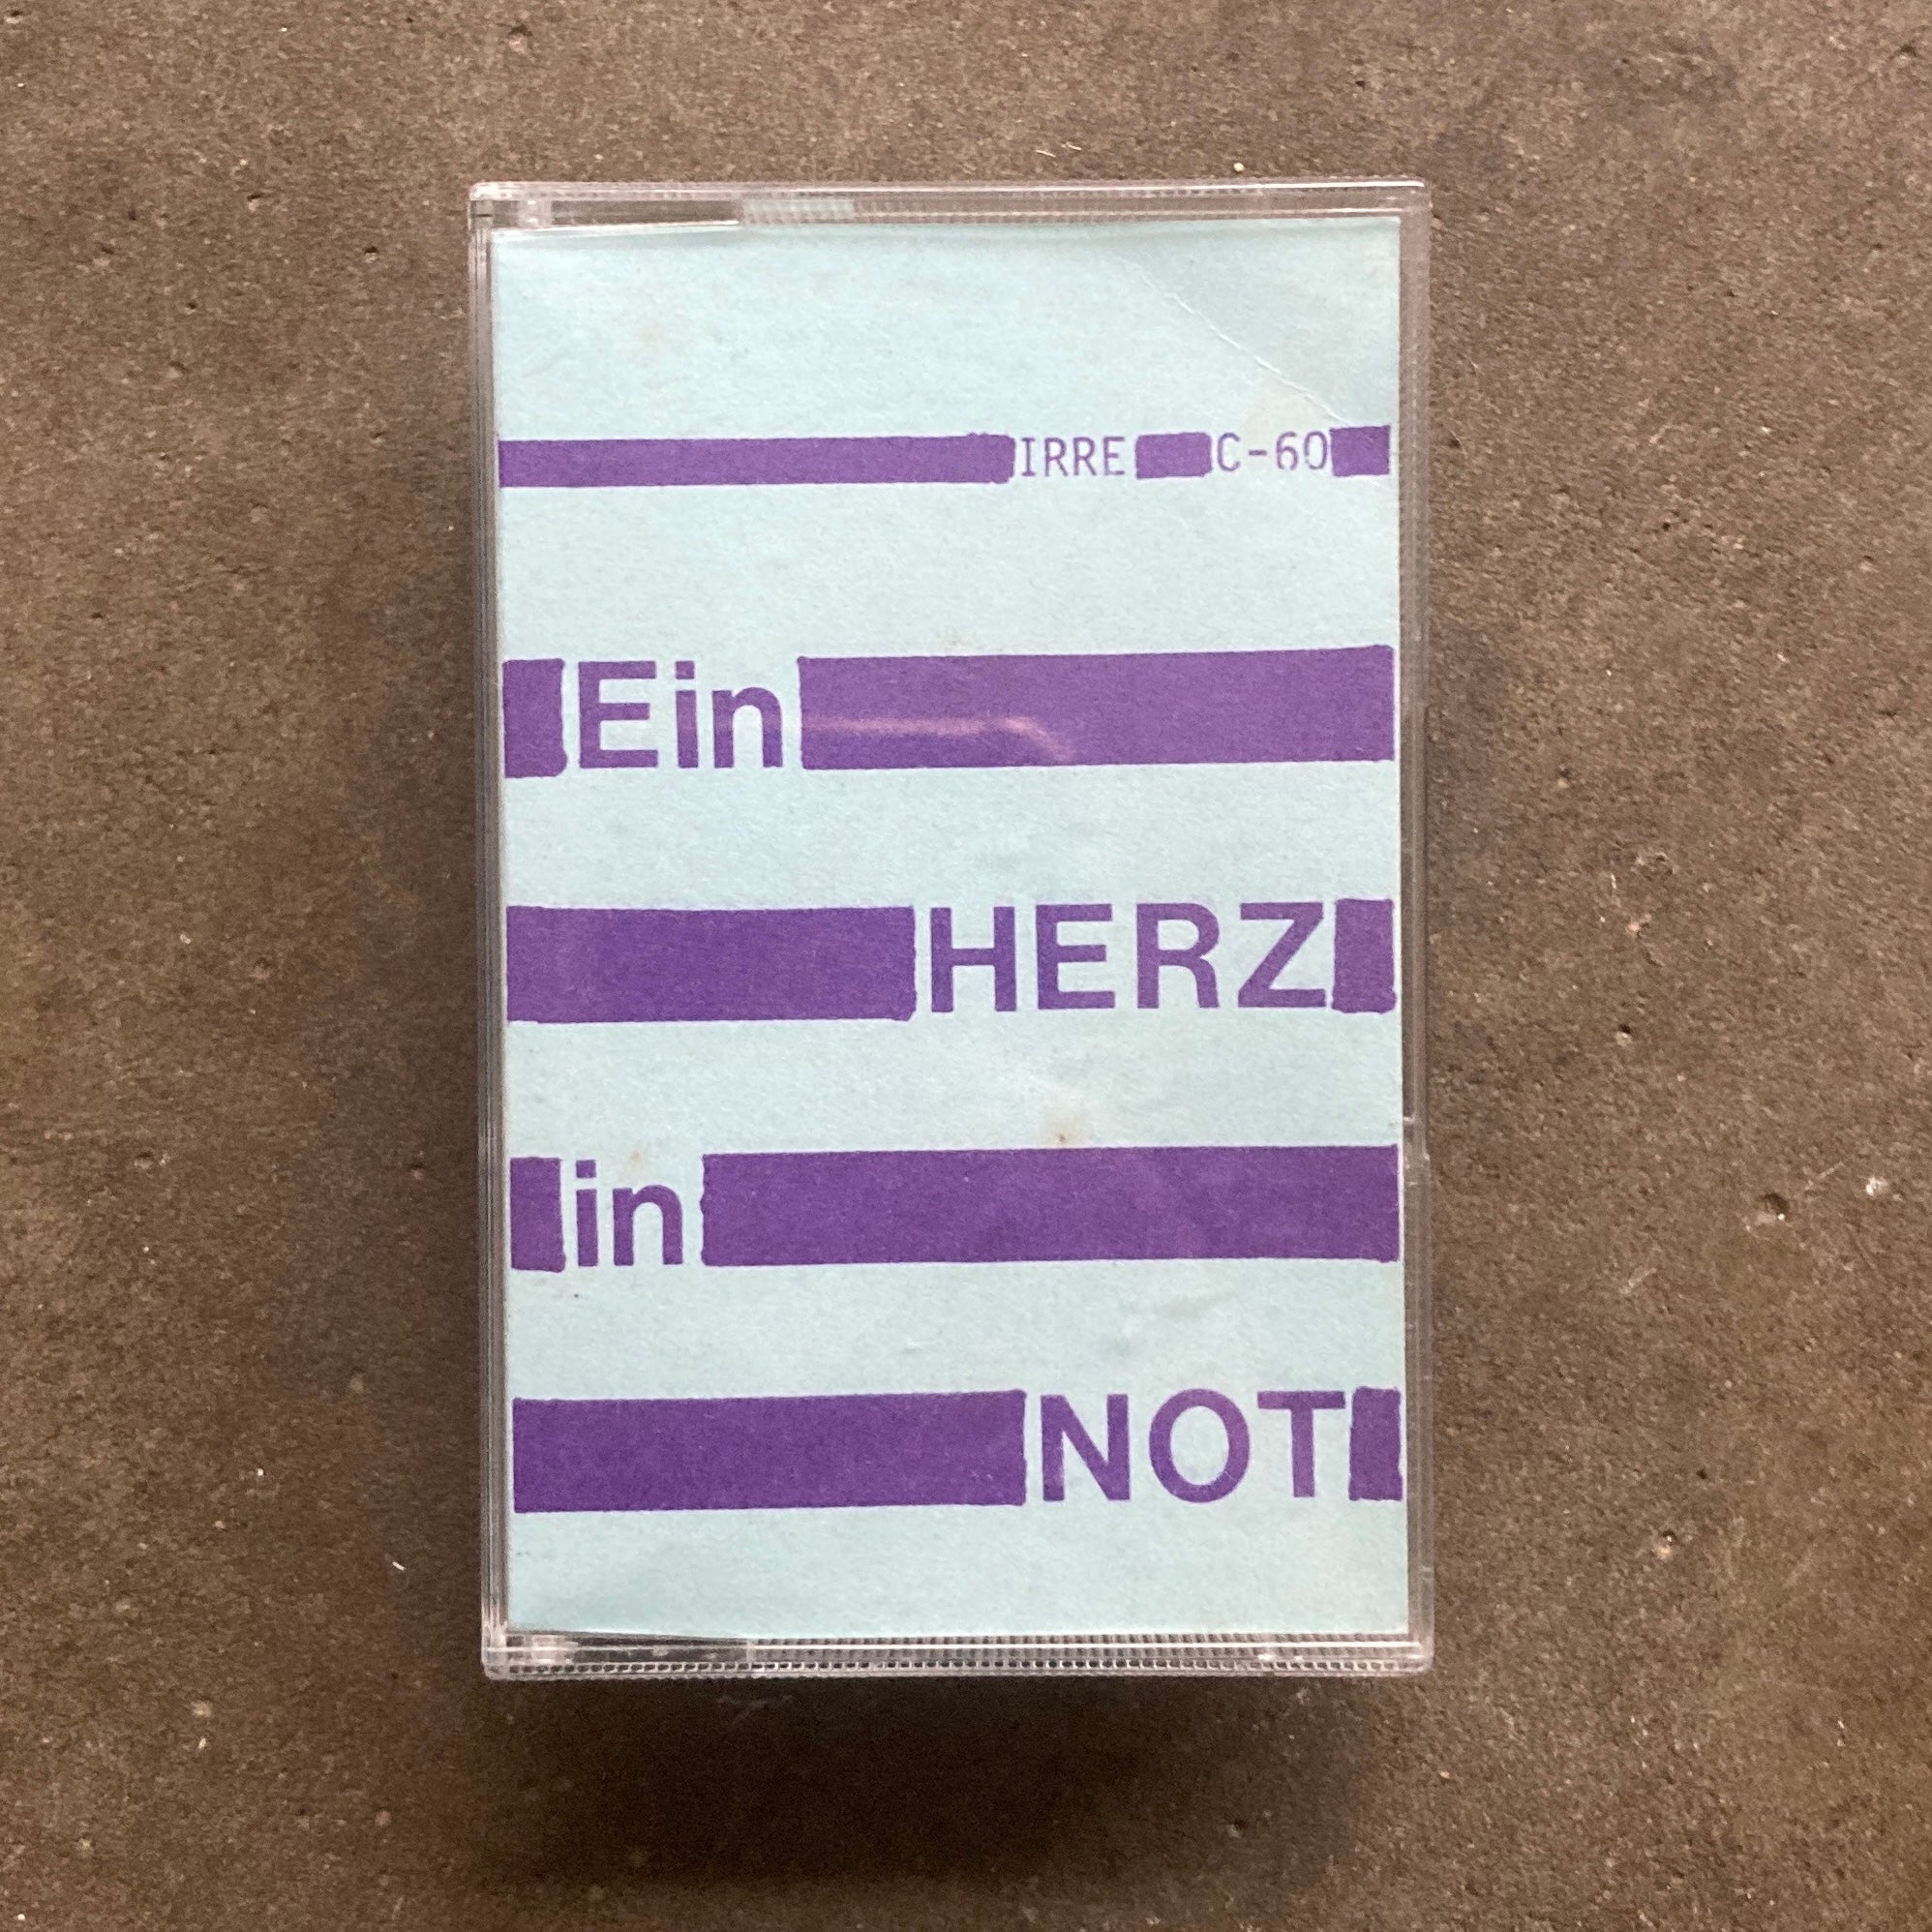 IRRE C-60
Ein
HERZ
in
NOT